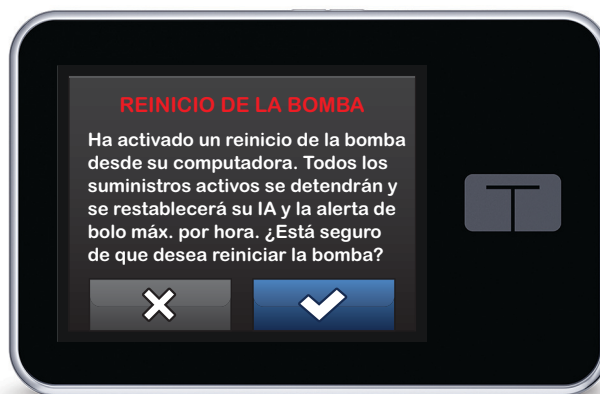 REINICIO DE LA BOMBA
Ha activado un reinicio de la bomba
desde su computadora. Todos los
suministros activos se detendrán y
se restablecerá su IA y la alerta de
bolo máx. por hora. ¿Está seguro
de que desea reiniciar la bomba?